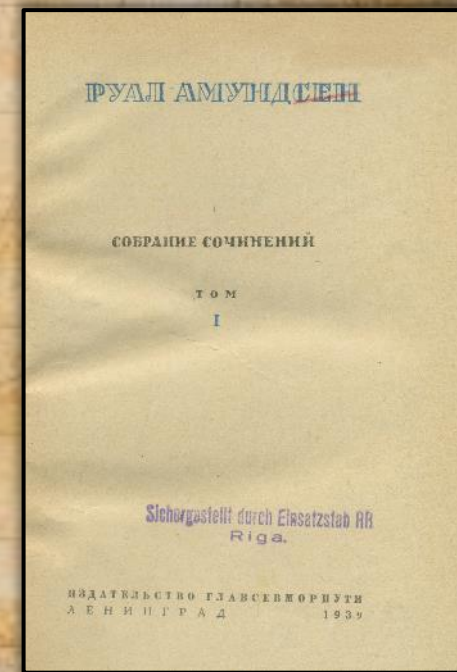 РУАЛ АМУНДСЕН
СОБРАНИЕ СОЧИНЕНИЙ
ТОМ
I
Sichergestellt durch Einsatzstab RR
Riga.
ИЗДАТЕЛЬСТВО ГЛАВСЕВМОРПУТИ
ЛЕНИНГРАД 1939